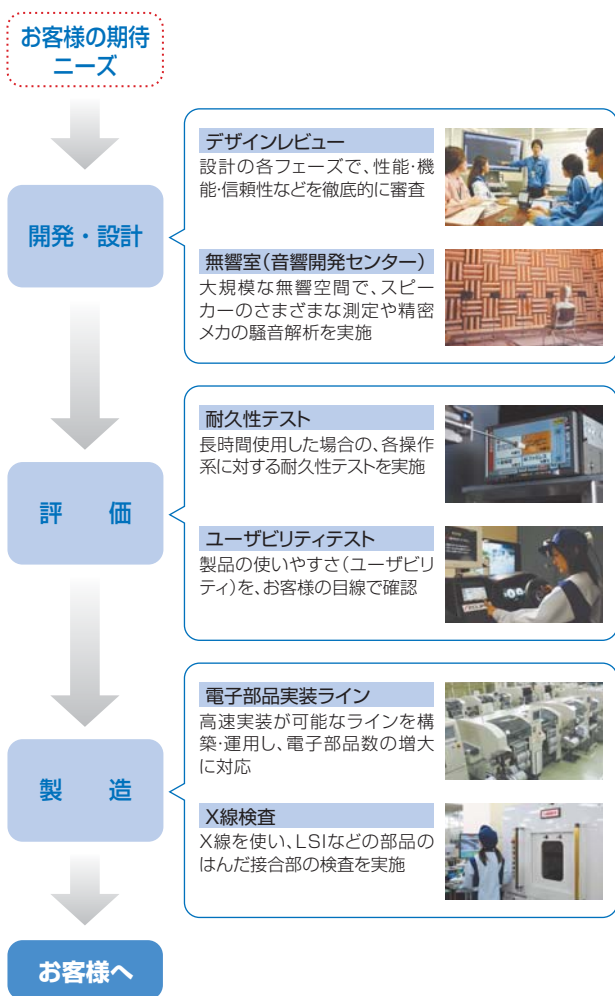 お客様の期待
ニーズ
開発・設計
デザインレビュー
設計の各フェーズで、性能・機
能・信頼性などを徹底的に審査
無響室(音響開発センター)
大規模な無響空間で、スピー
カーのさまざまな測定や精密
メカの騒音解析を実施
評　価
耐久性テスト
長時間使用した場合の、各操作
系に対する耐久性テストを実施
ユーザビリティテスト
製品の使いやすさ(ユーザビリ
ティ)を、お客様の目線で確認
製　造
電子部品実装ライン
高速実装が可能なラインを構
築・運用し、電子部品数の増大
に対応
X線検査
X線を使い、LSIなどの部品の
はんだ接合部の検査を実施
お客様へ